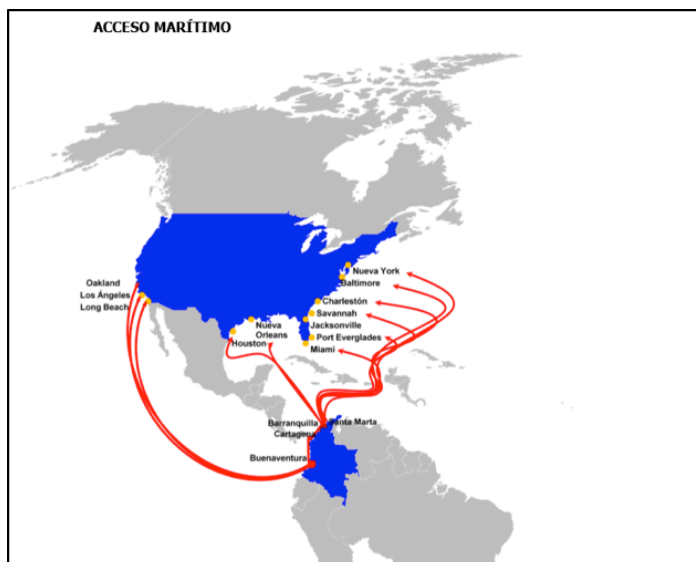 ACCESO MARÍTIMO
Nueva York
Baltimore
Oakland
Los Ángeles
Long Beach
Charlestón
Savannah
Jacksonville
Nueva
Orleans
Houston
Port Everglades
Miami
Barranquilla
Santa Marta
Cartagena
Buenaventura